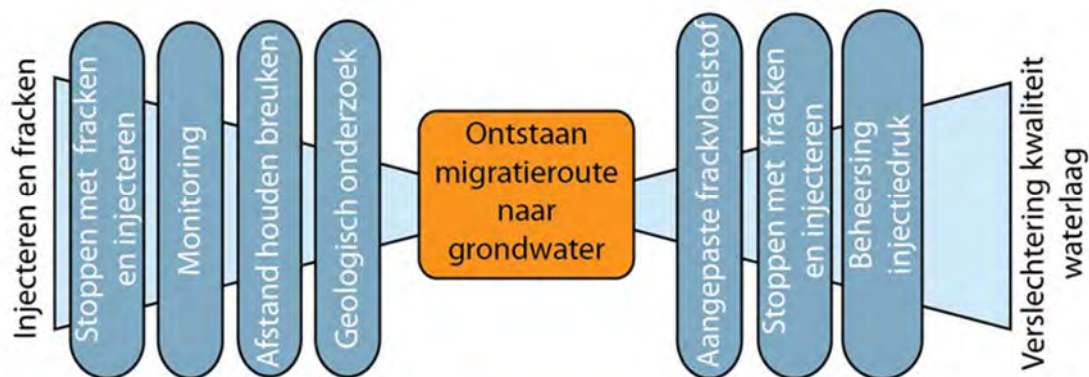 Injecteren en fracken
Stoppen met fracken
en injecteren
Monitoring
Afstand houden breuken
Geologisch onderzoek
Ontstaan
migratieroute
naar
grondwater
Aangepaste frackvloeistof
Stoppen met fracken
en injecteren
Beheersing
injectiedruk
Verslechtering kwaliteit
waterlaag